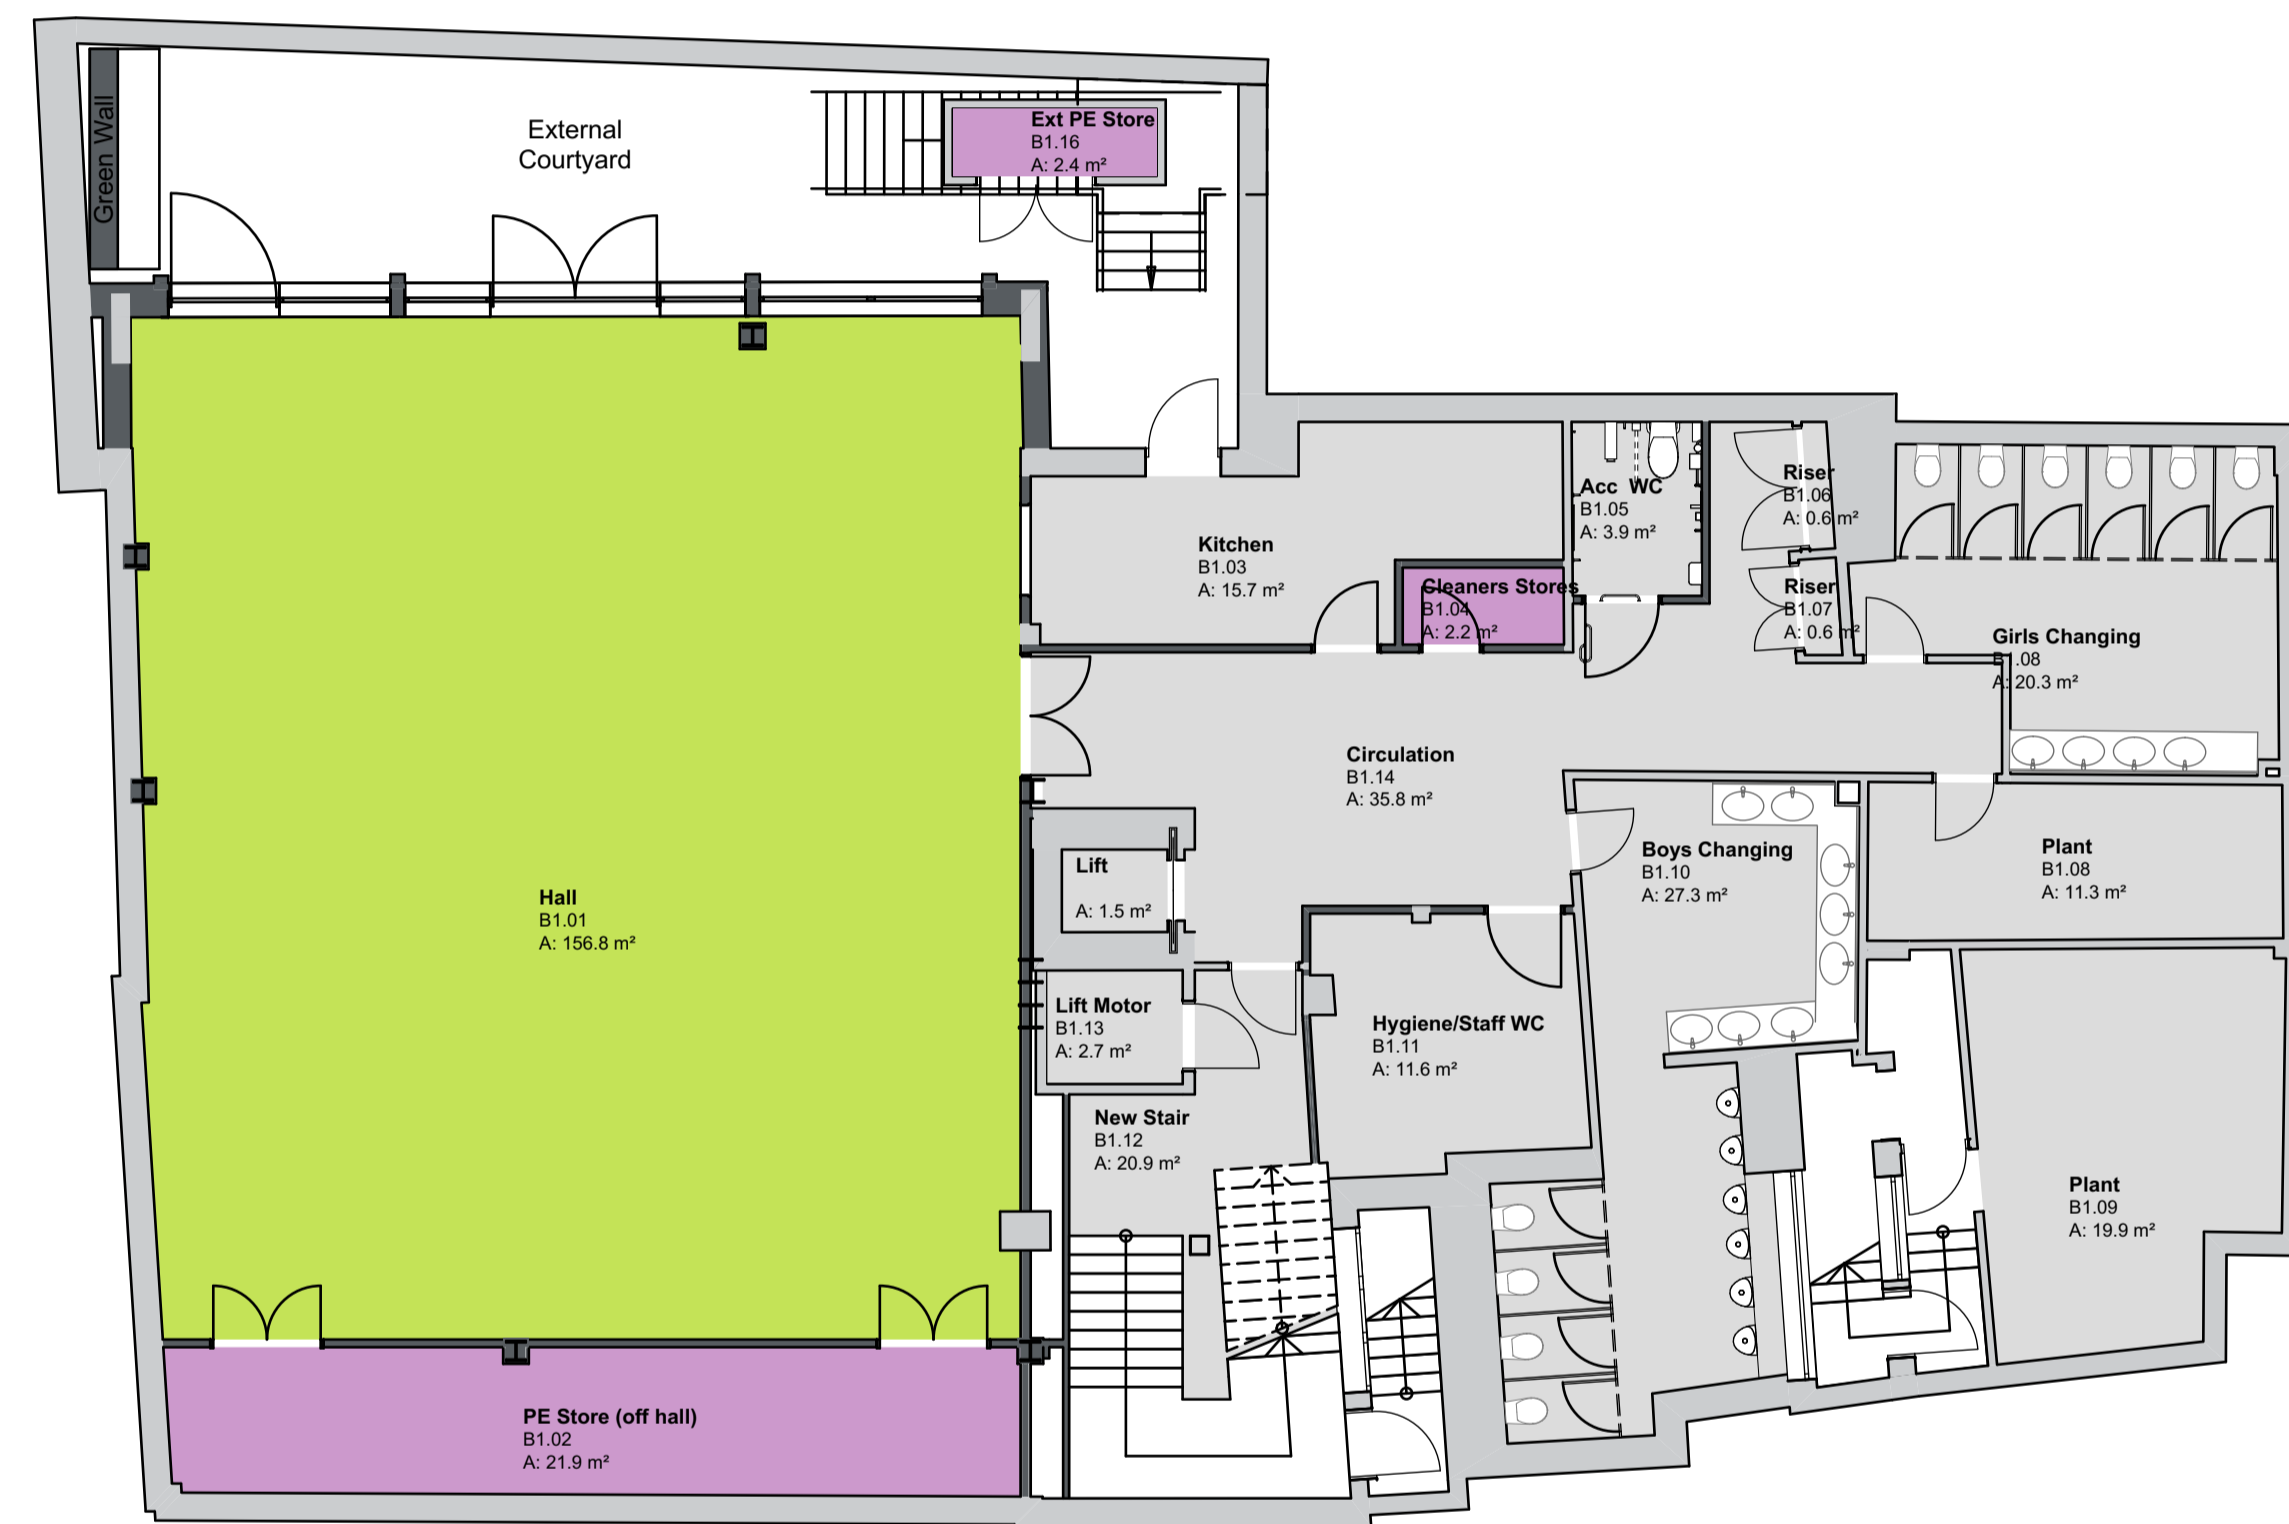 Green Wall
External
Courtyard
Ext PE Store
B1.16
A: 2.4 m²
Kitchen
B1.03
A: 15.7 m²
Cleaners Stores
B1.04
A: 2.2 m²
Acc WC
B1.05
A: 3.9 m²
Riser
B1.06
A: 0.6 m²
Riser
B1.07
A: 0.6 m²
Girls Changing
B1.08
A: 20.3 m²
Circulation
B1.14
A: 35.8 m²
Hall
B1.01
A: 156.8 m²
Lift
A: 1.5 m²
Boys Changing
B1.10
A: 27.3 m²
Plant
B1.08
A: 11.3 m²
Lift Motor
B1.13
A: 2.7 m²
Hygiene/Staff WC
B1.11
A: 11.6 m²
New Stair
B1.12
A: 20.9 m²
Plant
B1.09
A: 19.9 m²
PE Store (off hall)
B1.02
A: 21.9 m²